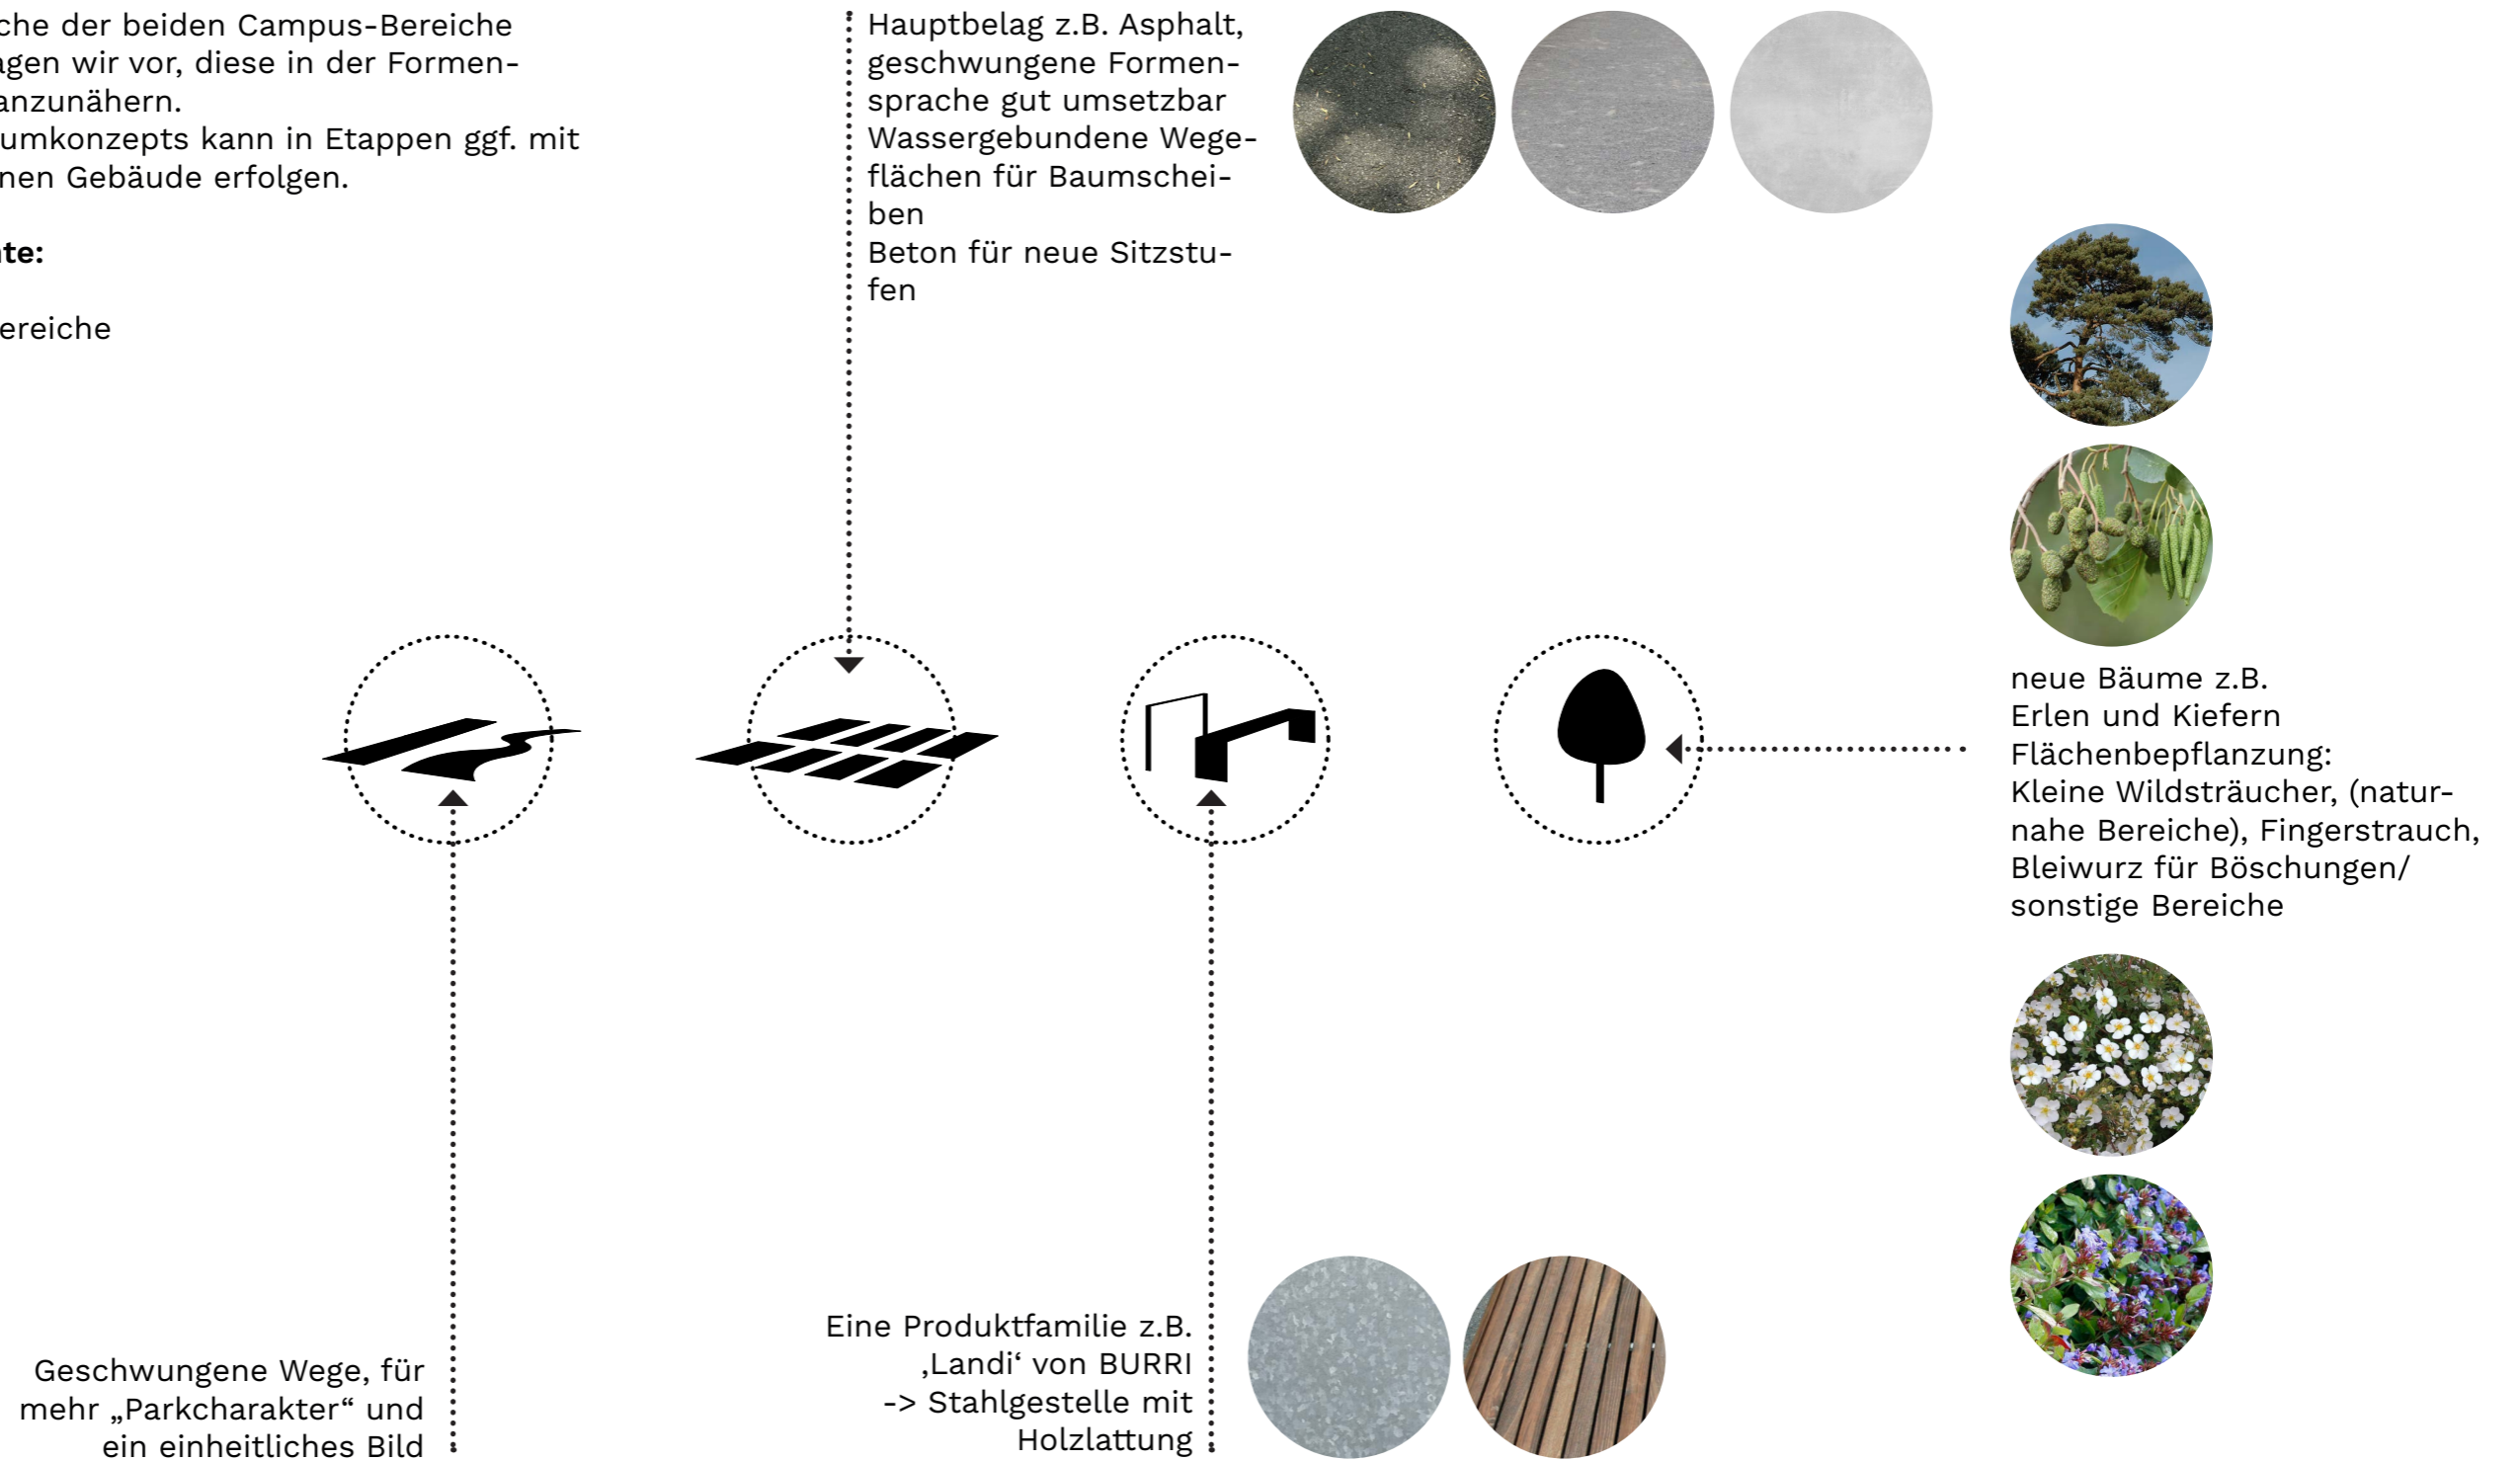 che der beiden Campus-Bereiche
agen wir vor, diese in der Formen-
anzunähern.
umkonzepts kann in Etappen ggf. mit
nen Gebäude erfolgen.
te:
ereiche
Hauptbelag z.B. Asphalt,
geschwungene Formen-
sprache gut umsetzbar
Wassergebundene Wege-
flächen für Baumschei-
ben
Beton für neue Sitzstu-
fen
neue Bäume z.B.
Erlen und Kiefern
Flächenbepflanzung:
Kleine Wildsträucher, (natur-
nahe Bereiche), Fingerstrauch,
Bleiwurz für Böschungen/
sonstige Bereiche
Geschwungene Wege, für
mehr „Parkcharakter“ und
ein einheitliches Bild
Eine Produktfamilie z.B.
‚Landi‘ von BURRI
-> Stahlgestelle mit
Holzlattung